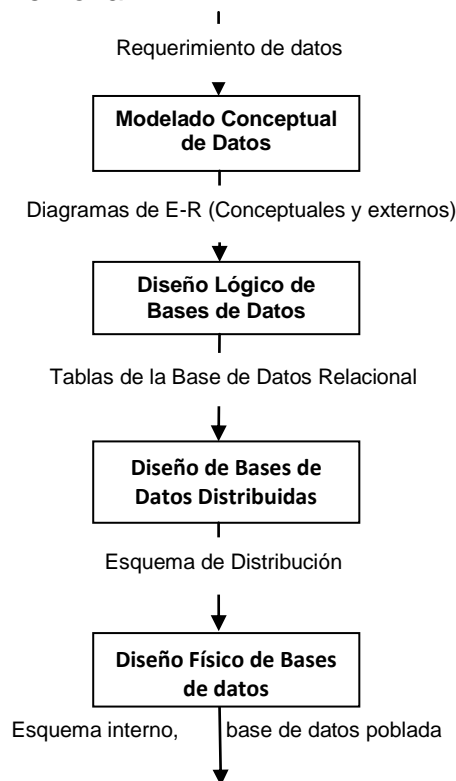 Requerimiento de datos
Modelado Conceptual
de Datos
Diagramas de E-R (Conceptuales y externos)
Diseño Lógico de
Bases de Datos
Tablas de la Base de Datos Relacional
Diseño de Bases de
Datos Distribuidas
Esquema de Distribución
Diseño Físico de Bases
de datos
Esquema interno, base de datos poblada